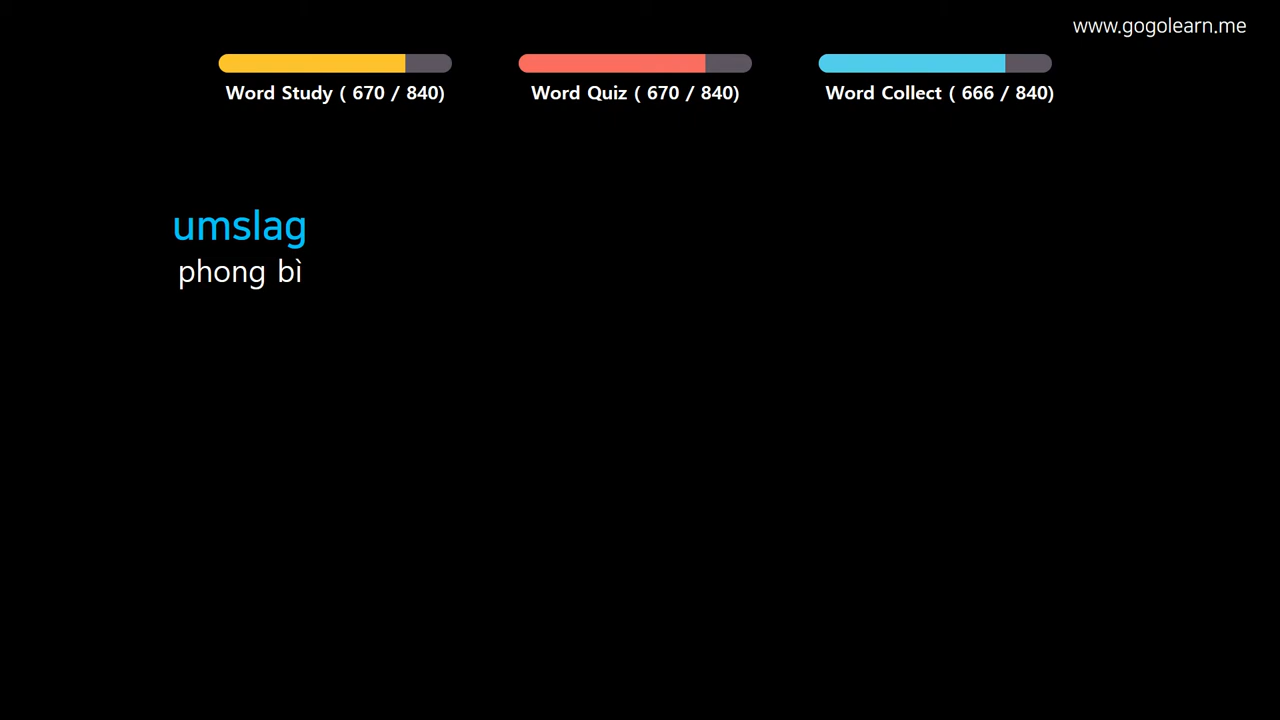 www.gogolearn.me
Word Study ( 670 / 840)
Word Quiz ( 670 / 840)
Word Collect ( 666 / 840)
umslag
phong bì